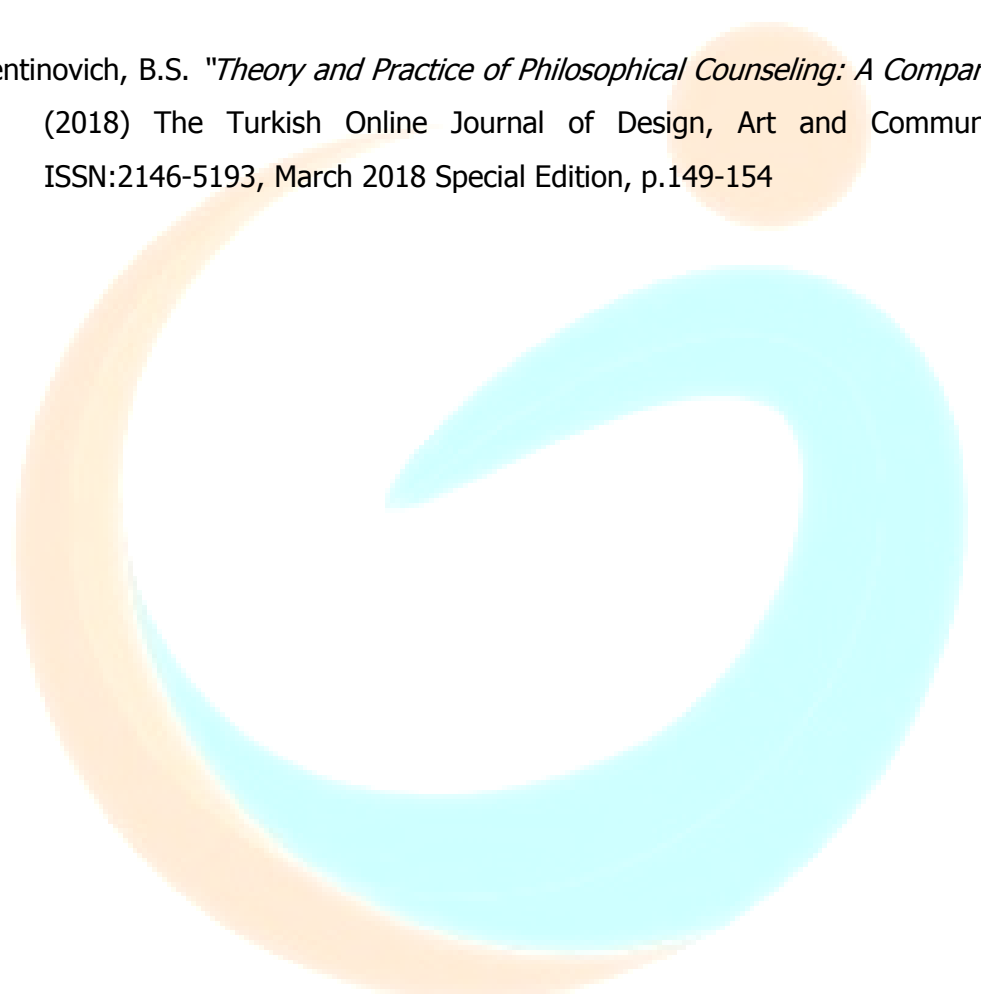 entinovich, B.S. "Theory and Practice of Philosophical Counseling: A Compar
(2018) The Turkish Online Journal of Design, Art and Commun
ISSN:2146-5193, March 2018 Special Edition, p.149-154